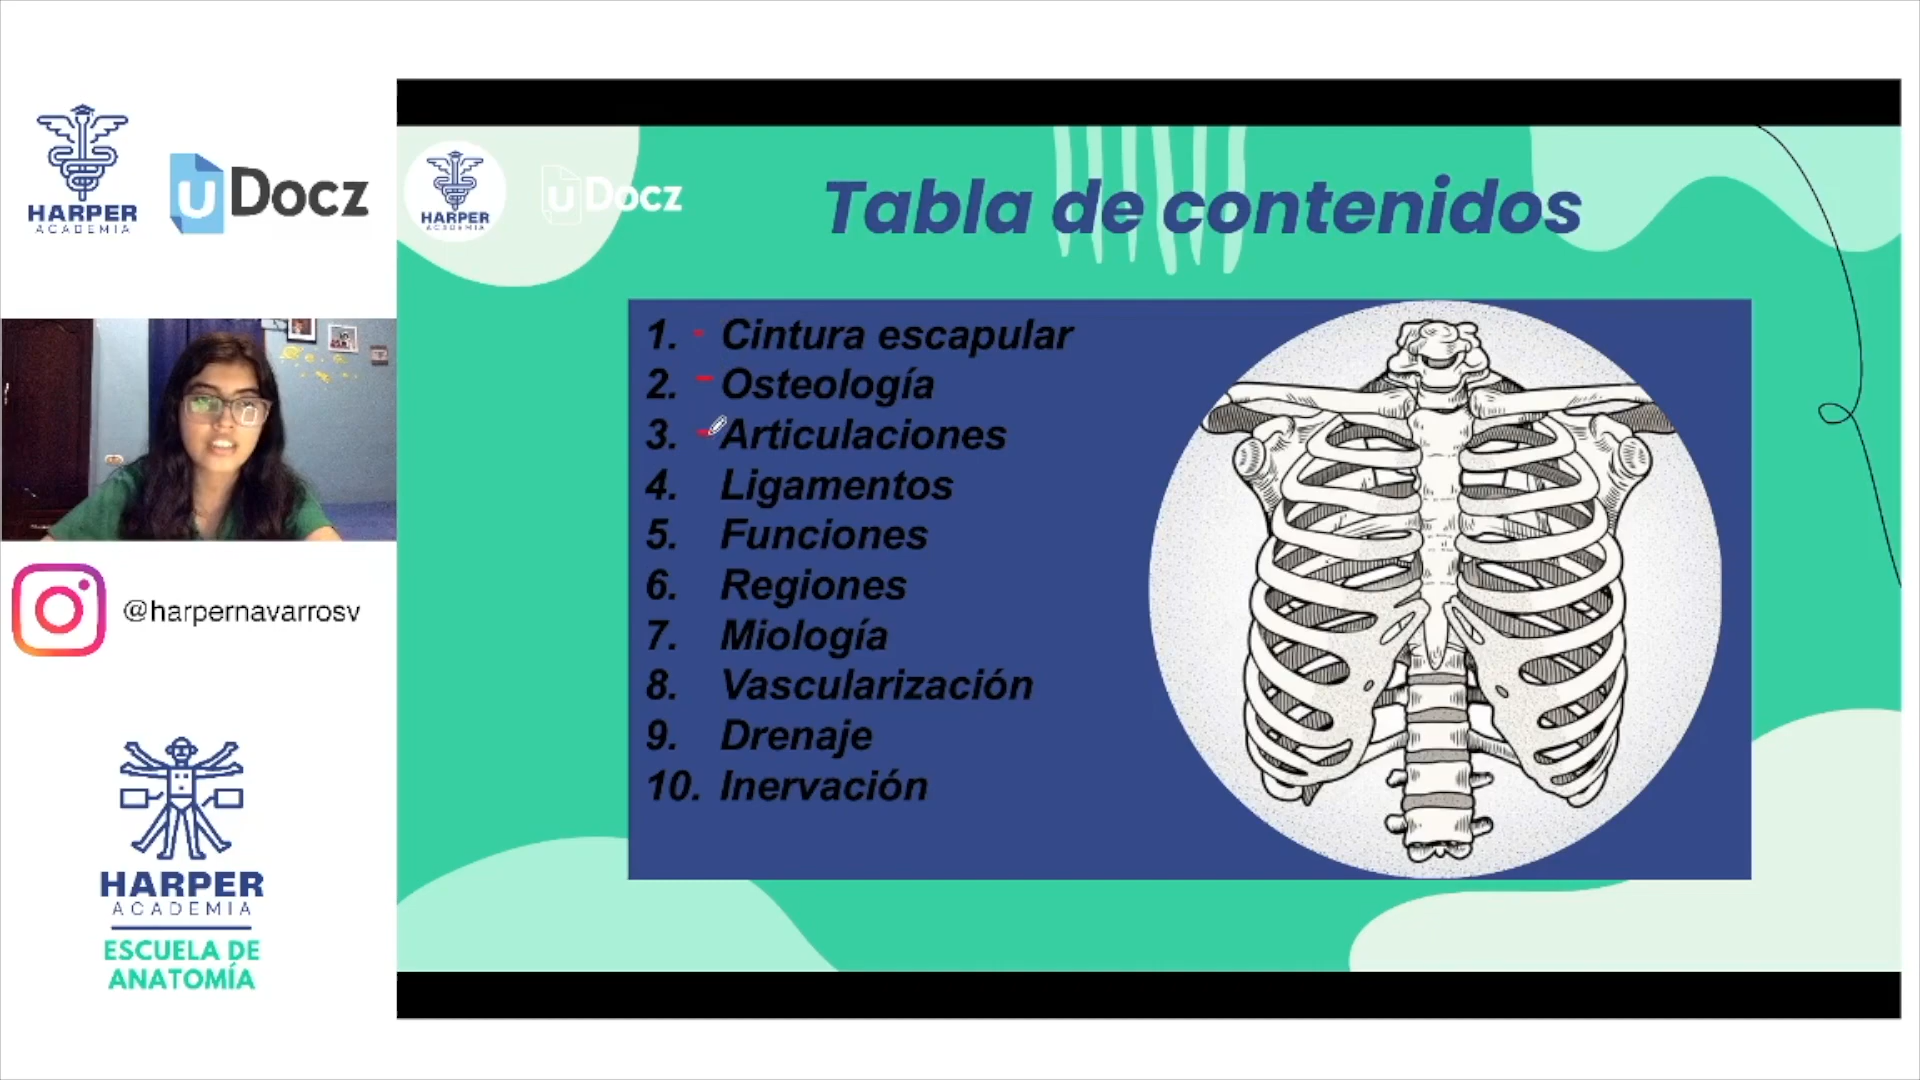 HARPER
ACADEMIA
uDocz
HARPER
ACADEMIA
uDocz
Tabla de contenidos
1. Cintura escapular
2. Osteología
3. Articulaciones
4. Ligamentos
5. Funciones
6. Regiones
7. Miología
8. Vascularización
9. Drenaje
10. Inervación
@harpernavarrosv
HARPER
ACADEMIA
ESCUELA DE
ANATOMÍA